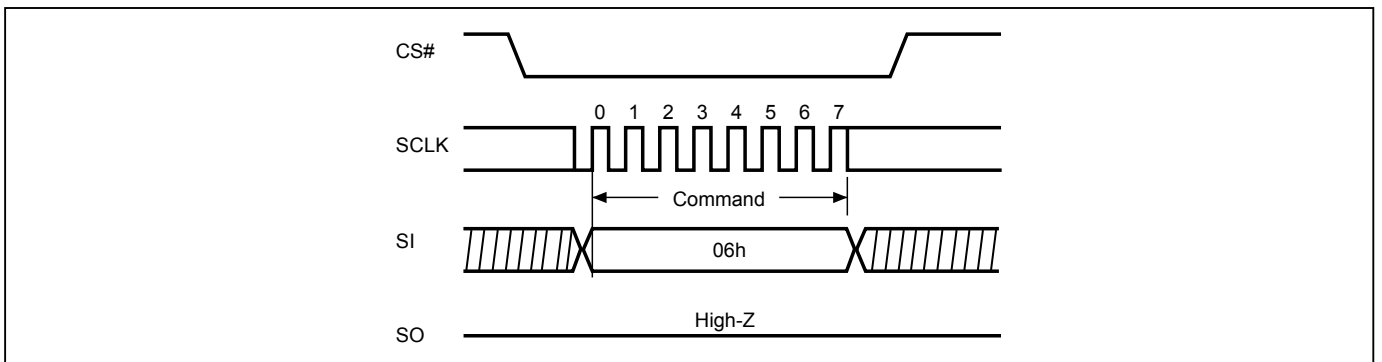 CS#
0 1 2 3 4 5 6 7
SCLK
Command
SI
06h
High-Z
SO